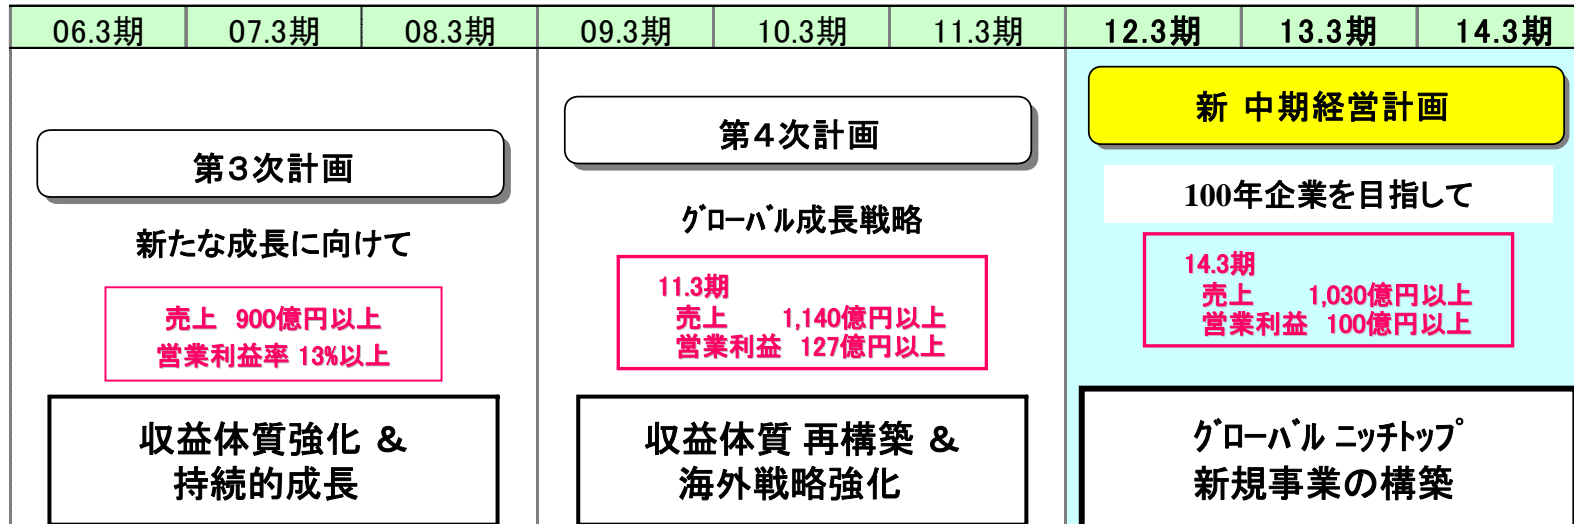 06.3期 07.3期 08.3期 09.3期 10.3期 11.3期 12.3期 13.3期 14.3期
第3次計画
新たな成長に向けて
売上 900億円以上
営業利益率 13%以上
収益体質強化 &
持続的成長
第4次計画
グローバル成長戦略
11.3期
売上 1,140億円以上
営業利益 127億円以上
収益体質 再構築 &
海外戦略強化
新 中期経営計画
100年企業を目指して
14.3期
売上 1,030億円以上
営業利益 100億円以上
グローバル ニッチトップ
新規事業の構築